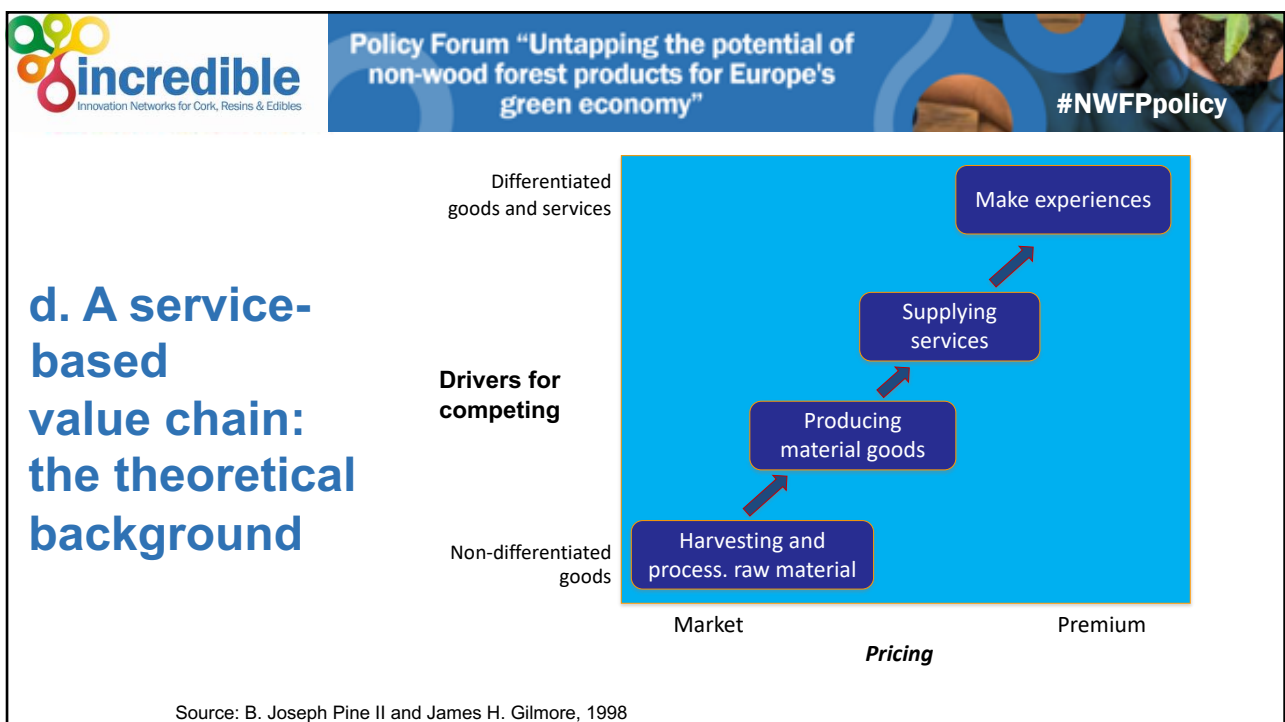 incredible
Innovation Networks for Cork, Resins & Edibles
Policy Forum “Untapping the potential of
non-wood forest products for Europe's
green economy”
#NWFPpolicy
d. A service-
based
value chain:
the theoretical
background
Differentiated
goods and services
Drivers for
competing
Non-differentiated
goods
Make experiences
Supplying
services
Producing
material goods
Harvesting and
process. raw material
Market
Premium
Pricing
Source: B. Joseph Pine II and James H. Gilmore, 1998